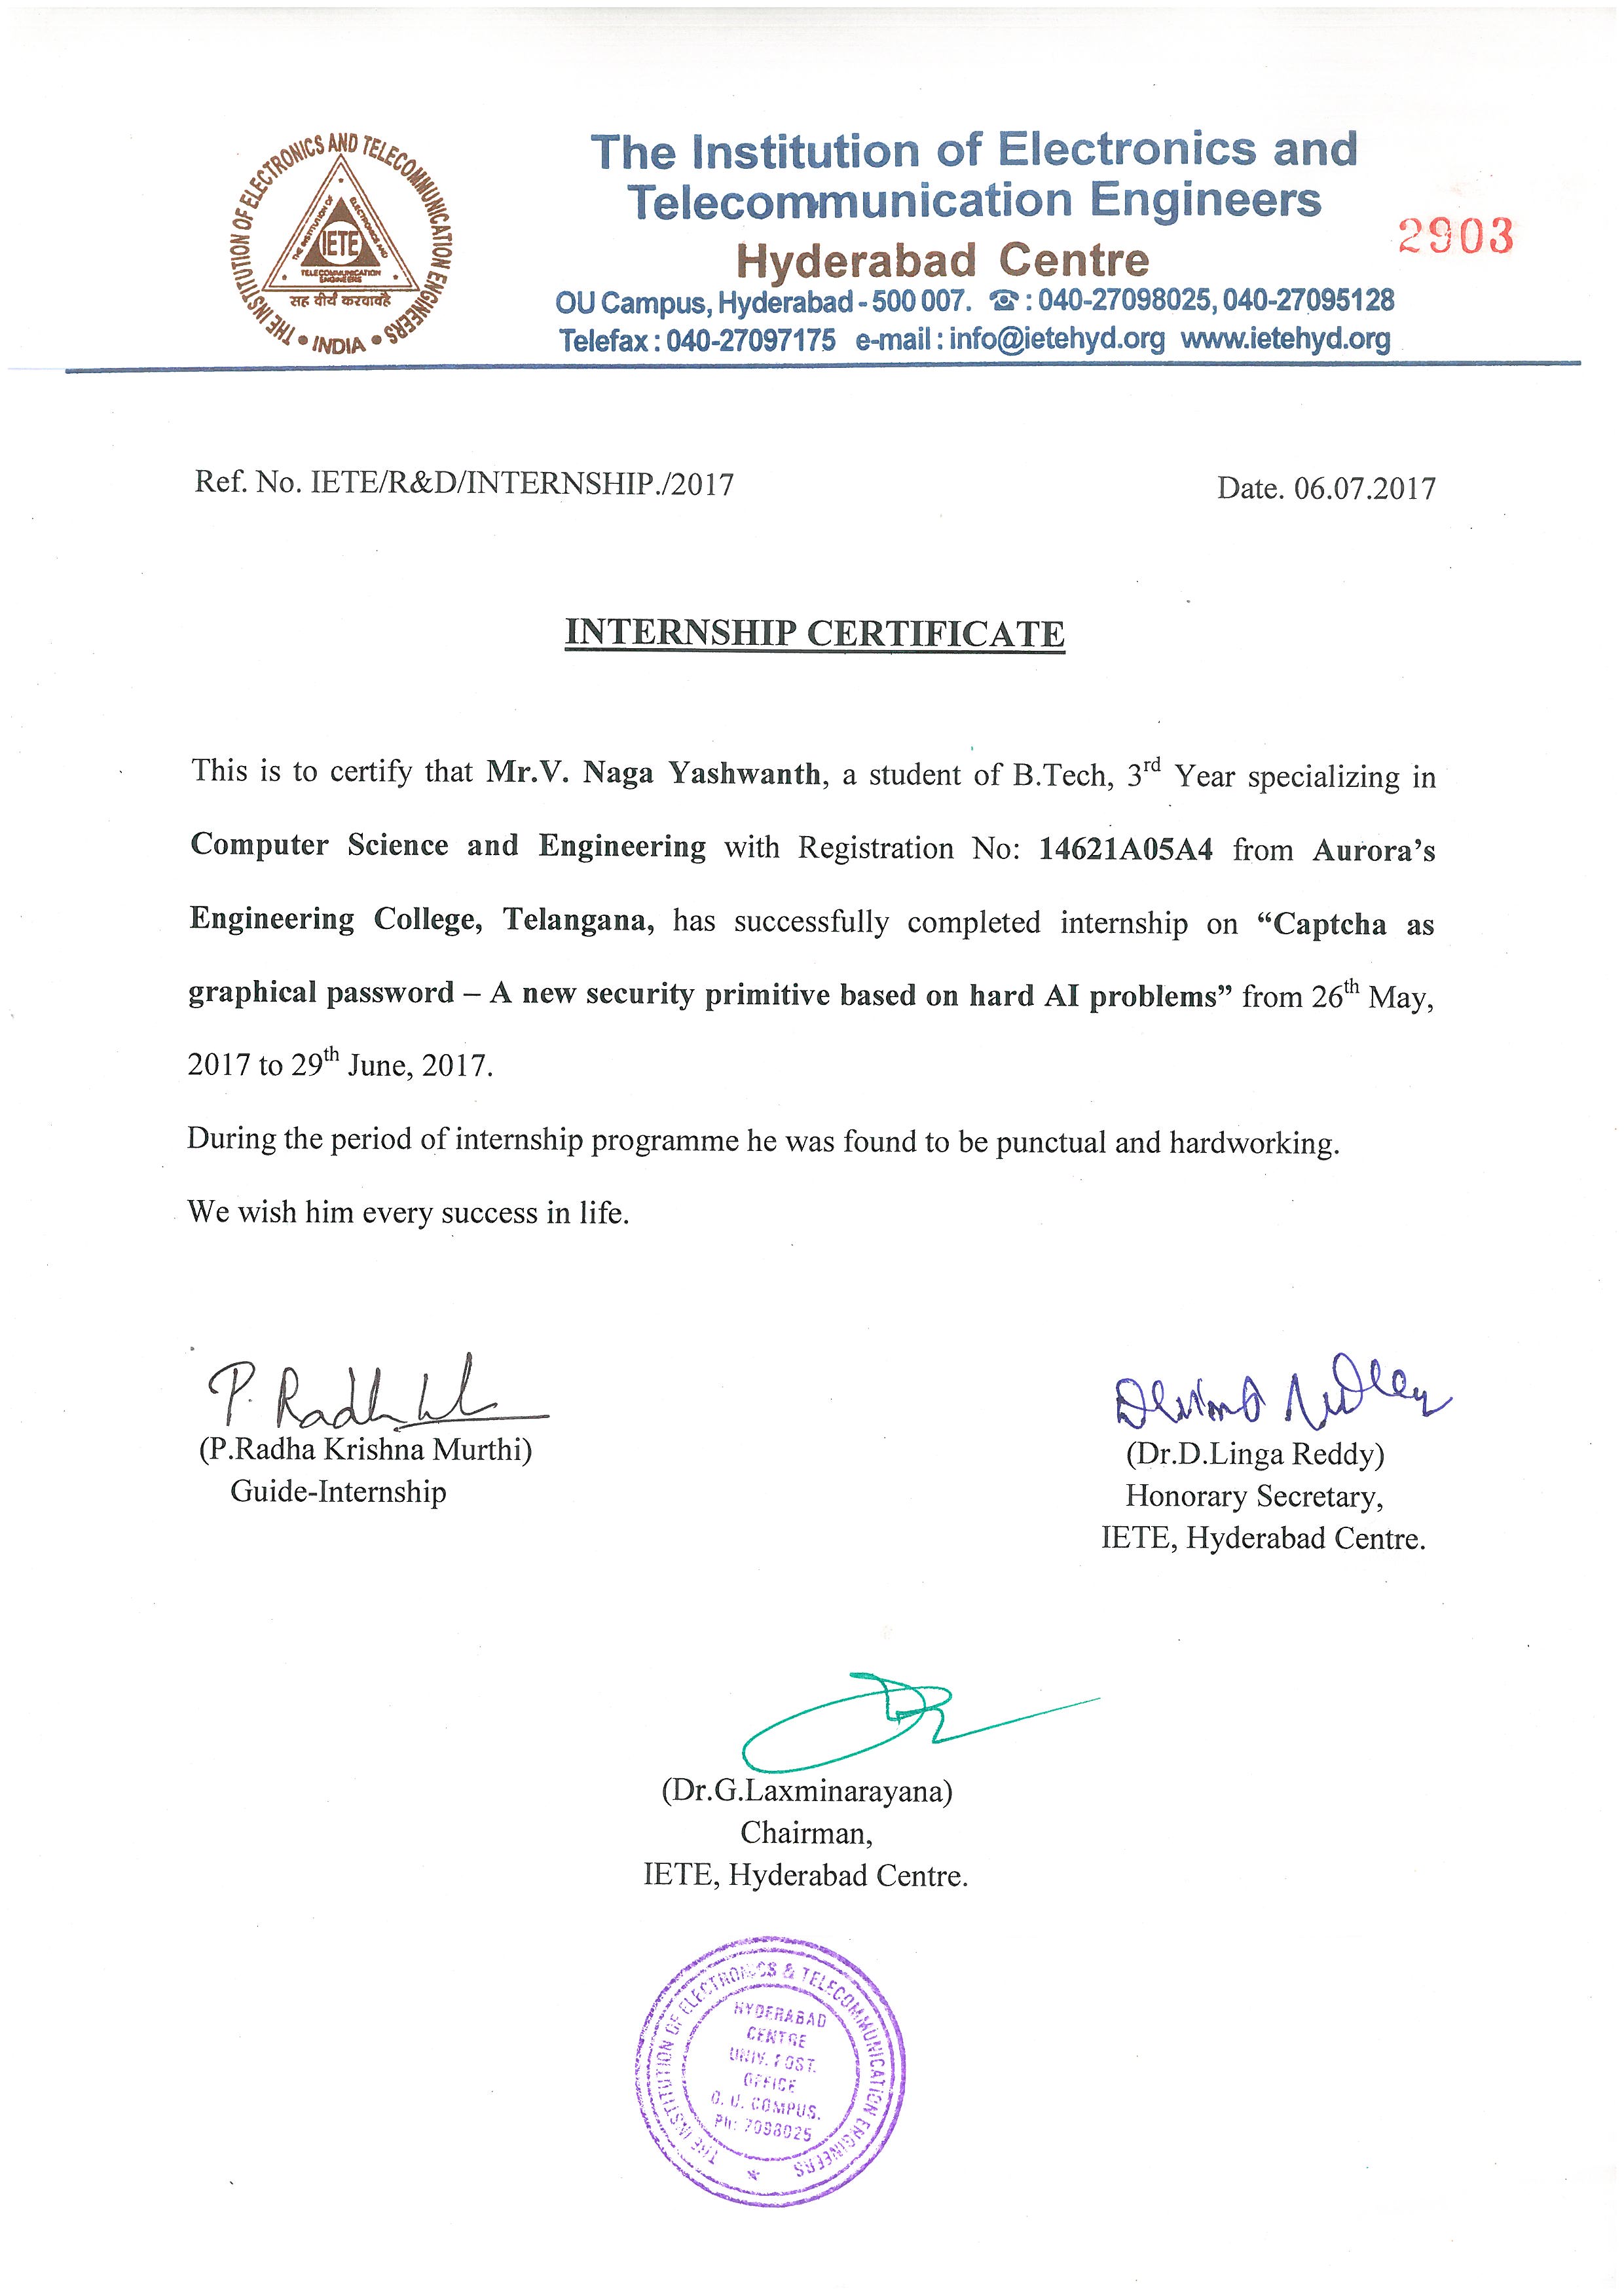 THE INSTITUTION OF ELECTRONICS AND TELECOMMUNICATION ENGINEERS • INDIA •
THE INSTITUTION OF ELECTRONICS AND
IETE
TELECOMMUNICATION
ENGINEERS
सह वीर्यं करवावहै
The Institution of Electronics and
Telecommunication Engineers
2903
Hyderabad Centre
OU Campus, Hyderabad - 500 007. ☎ : 040-27098025, 040-27095128
Telefax : 040-27097175 e-mail : info@ietehyd.org www.ietehyd.org
Ref. No. IETE/R&D/INTERNSHIP./2017 Date. 06.07.2017
INTERNSHIP CERTIFICATE
This is to certify that Mr.V. Naga Yashwanth, a student of B.Tech, 3rd Year specializing in
Computer Science and Engineering with Registration No: 14621A05A4 from Aurora’s
Engineering College, Telangana, has successfully completed internship on “Captcha as
graphical password – A new security primitive based on hard AI problems” from 26th May,
2017 to 29th June, 2017.
During the period of internship programme he was found to be punctual and hardworking.
We wish him every success in life.
P. Radha
(P.Radha Krishna Murthi)
Guide-Internship
(Dr.D.Linga Reddy)
Honorary Secretary,
IETE, Hyderabad Centre.
(Dr.G.Laxminarayana)
Chairman,
IETE, Hyderabad Centre.
THE INSTITUTION OF ELECTRONICS & TELECOMMUNICATION ENGINEERS
HYDERABAD
CENTRE
UNIV. POST.
OFFICE
O. U. COMPUS.
Ph: 7098025